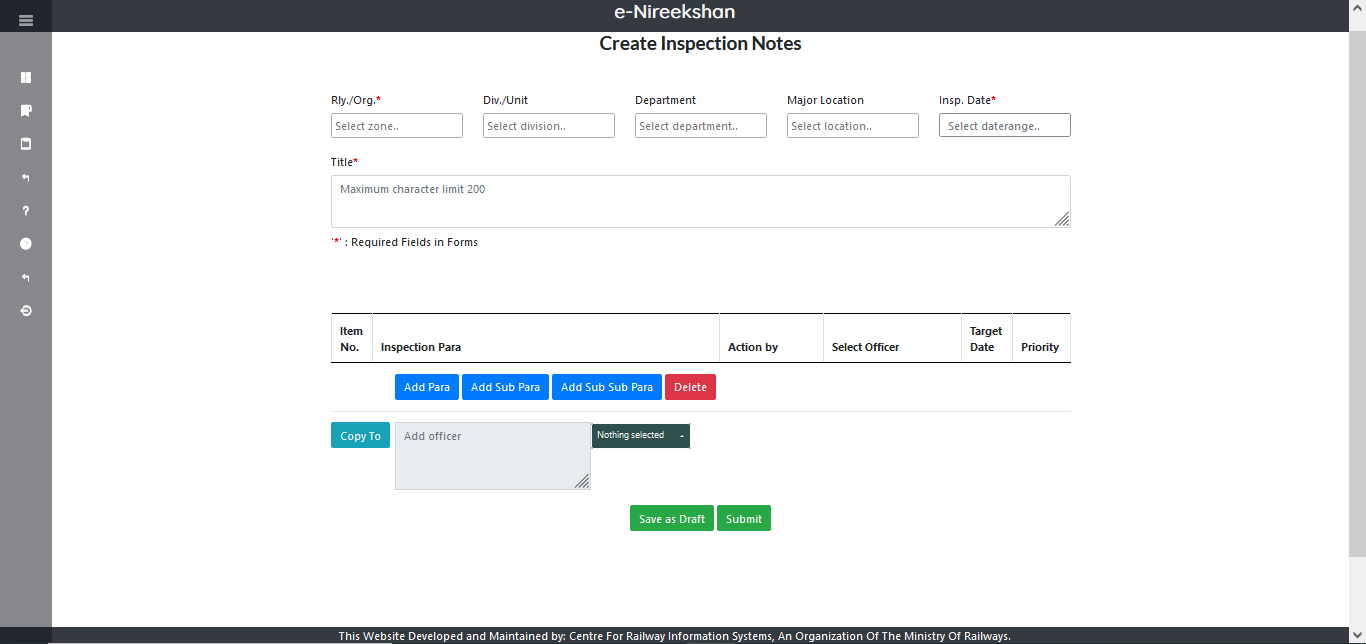 e-Nireekshan
Create Inspection Notes
Rly./Org.* Div./Unit Department Major Location Insp. Date*
Select zone.. Select division.. Select department.. Select location.. Select daterange..
Title*
Maximum character limit 200
'*' : Required Fields in Forms
Item No. Inspection Para Action by Select Officer Target Date Priority
Add Para Add Sub Para Add Sub Sub Para Delete
Copy To Add officer Nothing selected
Save as Draft Submit
This Website Developed and Maintained by: Centre For Railway Information Systems, An Organization Of The Ministry Of Railways.